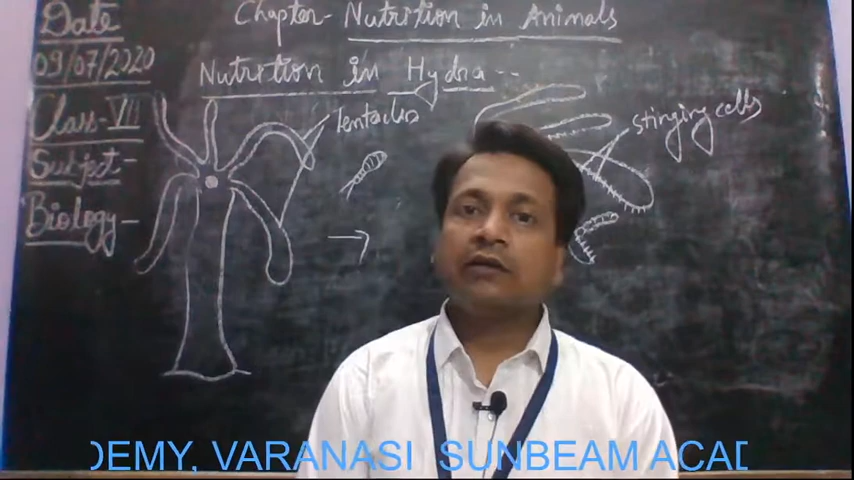 Date
09/07/2020
Class-VII
Subject-
Biology-
Chapter- Nutrition in Animals
Nutrition in Hydra--
tentacles
stinging cells
DEMY, VARANASI SUNBEAM ACAD